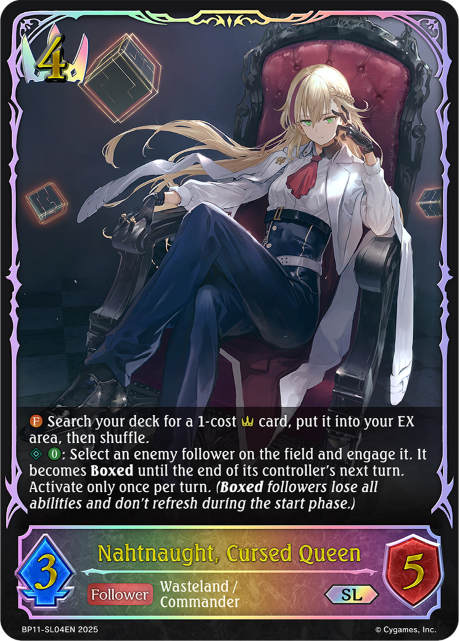 4
F Search your deck for a 1-cost card, put it into your EX
area, then shuffle.
0: Select an enemy follower on the field and engage it. It
becomes Boxed until the end of its controller's next turn.
Activate only once per turn. (Boxed followers lose all
abilities and don't refresh during the start phase.)
Nahtnaught, Cursed Queen
3
Follower
Wasteland /
Commander
SL
5
BP11-SL04EN 2025
© Cygames, Inc.